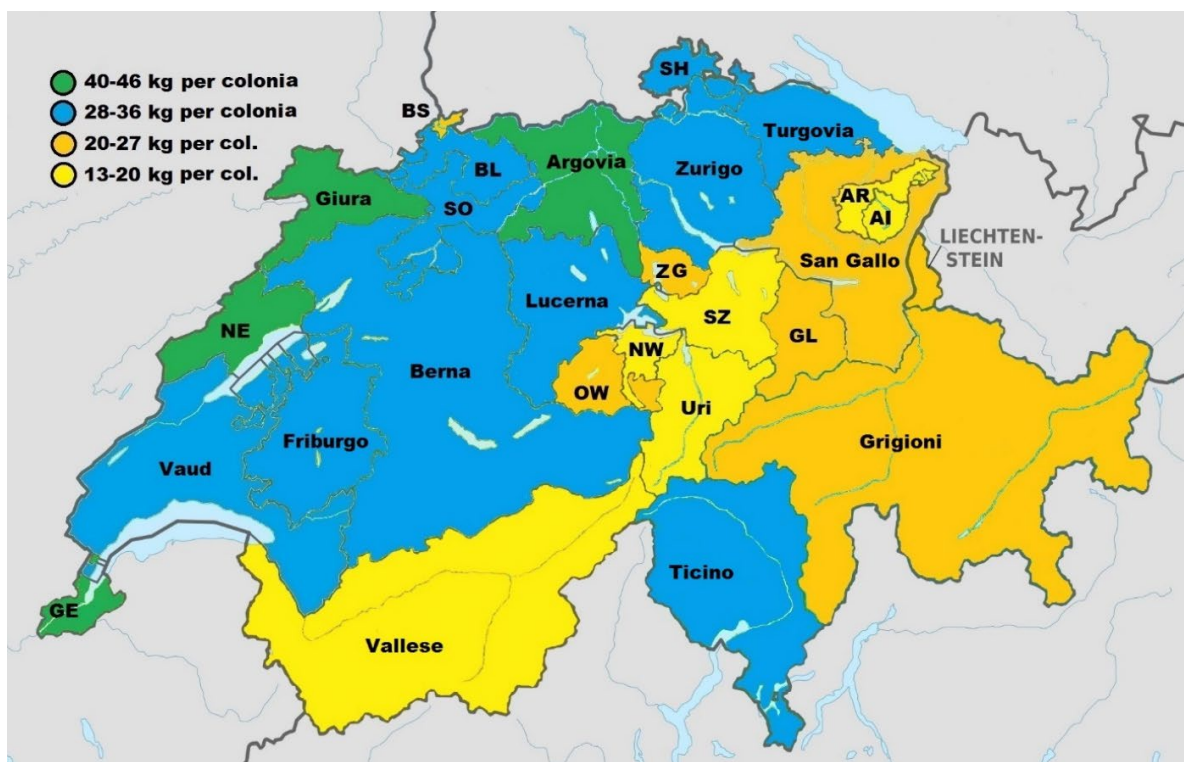 40-46 kg per colonia
28-36 kg per colonia
20-27 kg per col.
13-20 kg per col.
SH
BS
Turgovia
Argovia
Zurigo
BL
Giura
SO
AR
AI
LIECHTEN-
STEIN
San Gallo
ZG
Lucerna
SZ
NE
GL
NW
Berna
OW
Uri
Friburgo
Grigioni
Vaud
Ticino
GE
Vallese